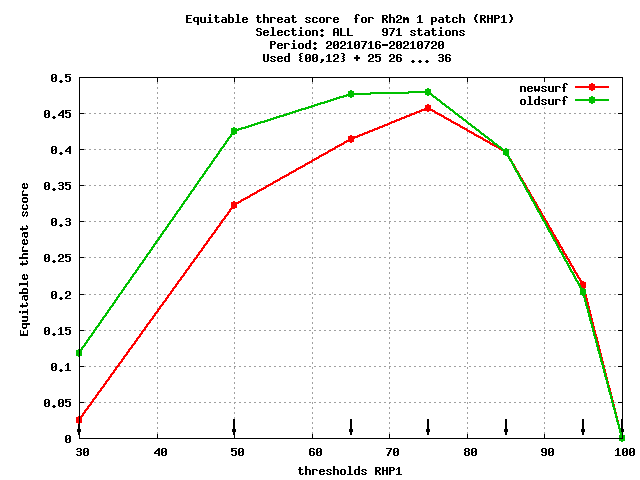 Equitable threat score  for Rh2m 1 patch (RHP1)
Selection: ALL    971 stations
Period: 20210716-20210720
Used {00,12} + 25 26 ... 36
newsurf
oldsurf
0.5
0.45
0.4
0.35
0.3
0.25
0.2
0.15
0.1
0.05
0
Equitable threat score
30 40 50 60 70 80 90 100
thresholds RHP1